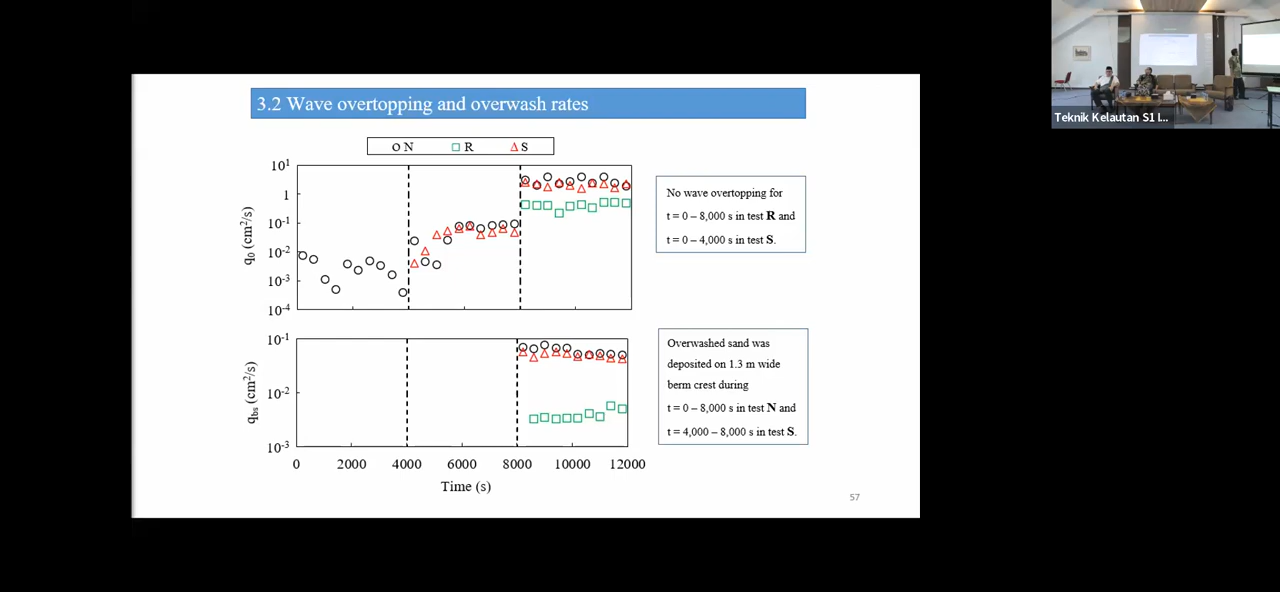 3.2 Wave overtopping and overwash rates
N R S
10¹
1
10⁻¹
10⁻²
10⁻³
10⁻⁴
q₀ (cm²/s)
No wave overtopping for
t = 0 – 8,000 s in test R and
t = 0 – 4,000 s in test S.
10⁻¹
10⁻²
10⁻³
q_bs (cm²/s)
0 2000 4000 6000 8000 10000 12000
Time (s)
Overwashed sand was
deposited on 1.3 m wide
berm crest during
t = 0 – 8,000 s in test N and
t = 4,000 – 8,000 s in test S.
57
Teknik Kelautan S1 I...